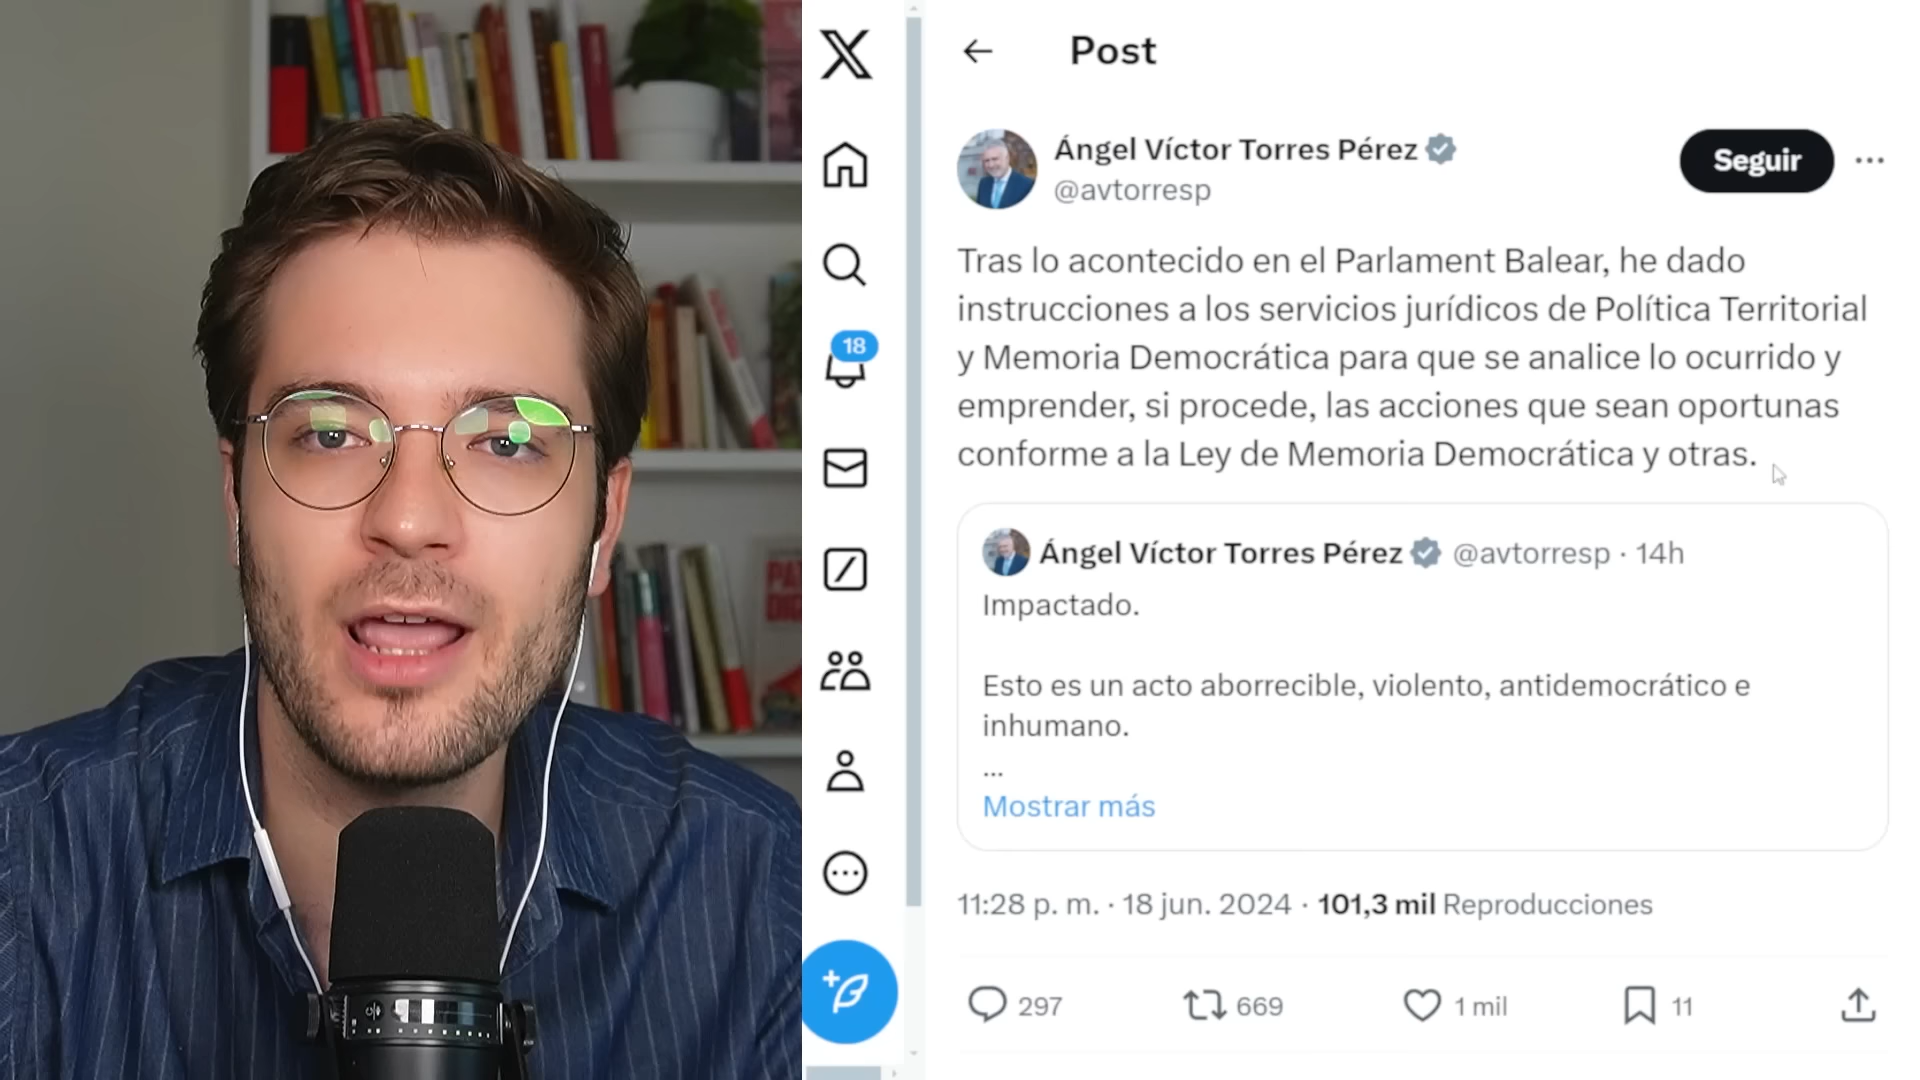 Post
Ángel Víctor Torres Pérez
@avtorresp
Seguir
Tras lo acontecido en el Parlament Balear, he dado
instrucciones a los servicios jurídicos de Política Territorial
y Memoria Democrática para que se analice lo ocurrido y
emprender, si procede, las acciones que sean oportunas
conforme a la Ley de Memoria Democrática y otras.
Ángel Víctor Torres Pérez @avtorresp · 14h
Impactado.
Esto es un acto aborrecible, violento, antidemocrático e
inhumano.
...
Mostrar más
11:28 p. m. · 18 jun. 2024 · 101,3 mil Reproducciones
297
669
1 mil
11
18